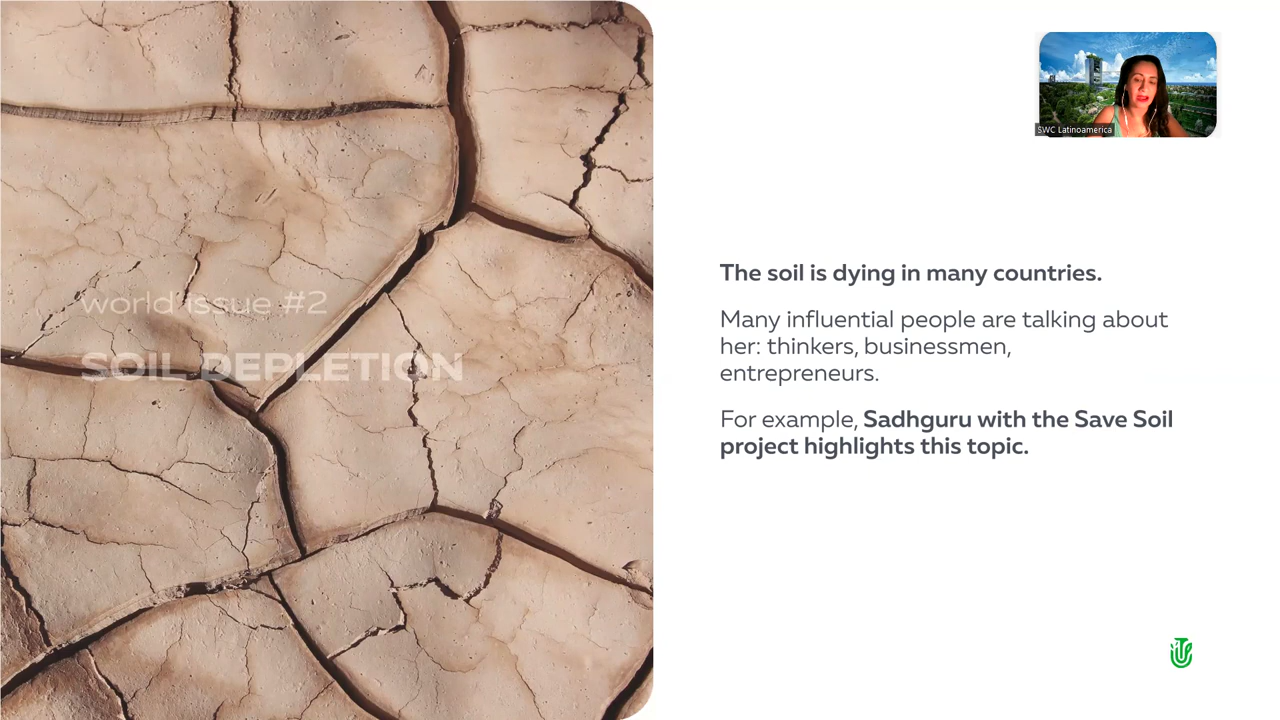 world issue #2
SOIL DEPLETION
SWC Latinoamerica
The soil is dying in many countries.
Many influential people are talking about
her: thinkers, businessmen,
entrepreneurs.
For example, Sadhguru with the Save Soil
project highlights this topic.